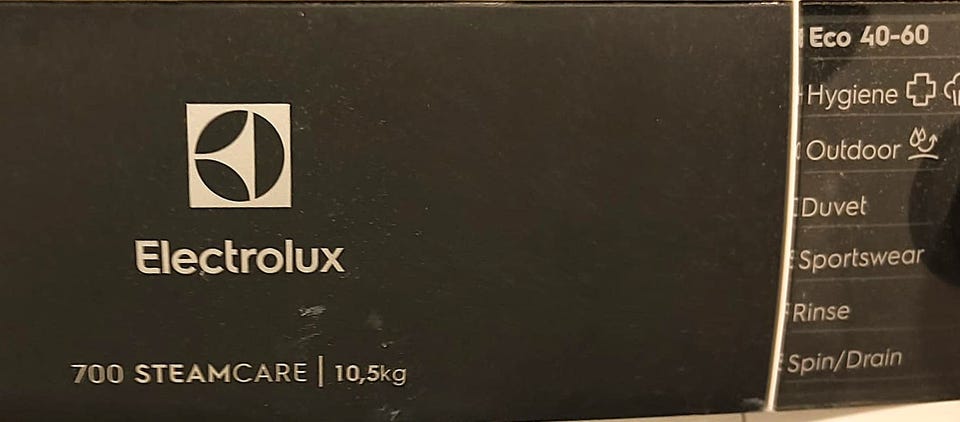 Electrolux
700 STEAMCARE | 10,5kg
Eco 40-60
Hygiene
Outdoor
Duvet
Sportswear
Rinse
Spin/Drain